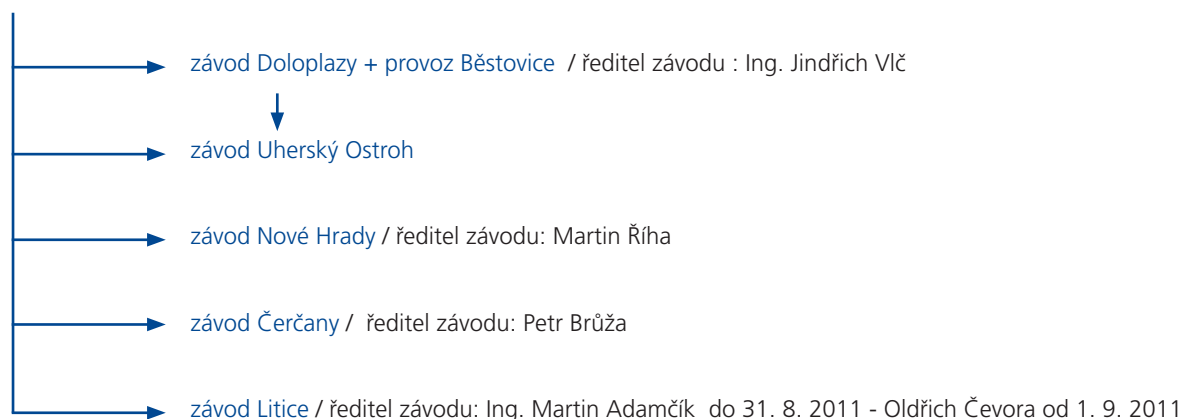 závod Doloplazy + provoz Běstovice / ředitel závodu : Ing. Jindřich Vlč
závod Uherský Ostroh
závod Nové Hrady / ředitel závodu: Martin Říha
závod Čerčany / ředitel závodu: Petr Brůža
závod Litice / ředitel závodu: Ing. Martin Adamčík do 31. 8. 2011 - Oldřich Čevora od 1. 9. 2011